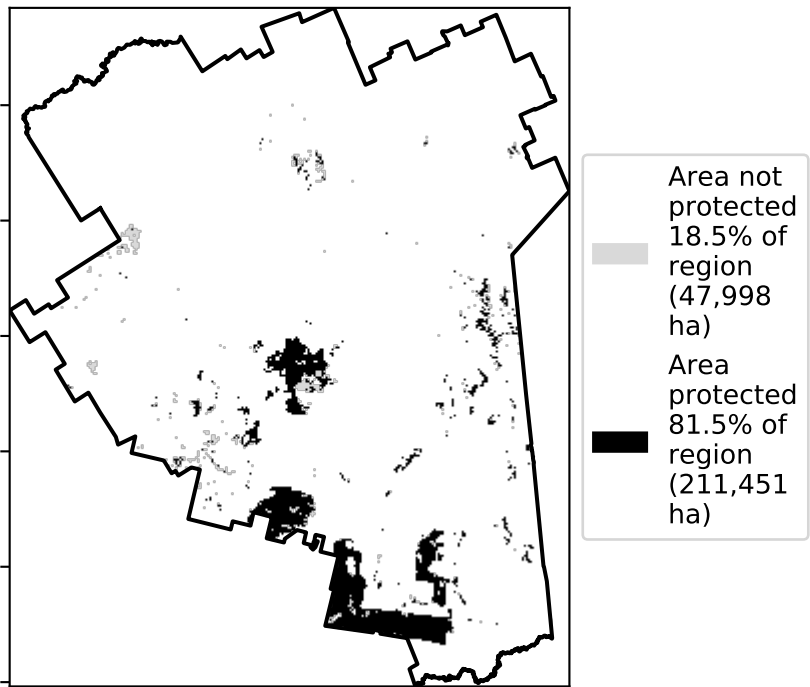 Area not
protected
18.5% of
region
(47,998
ha)
Area
protected
81.5% of
region
(211,451
ha)